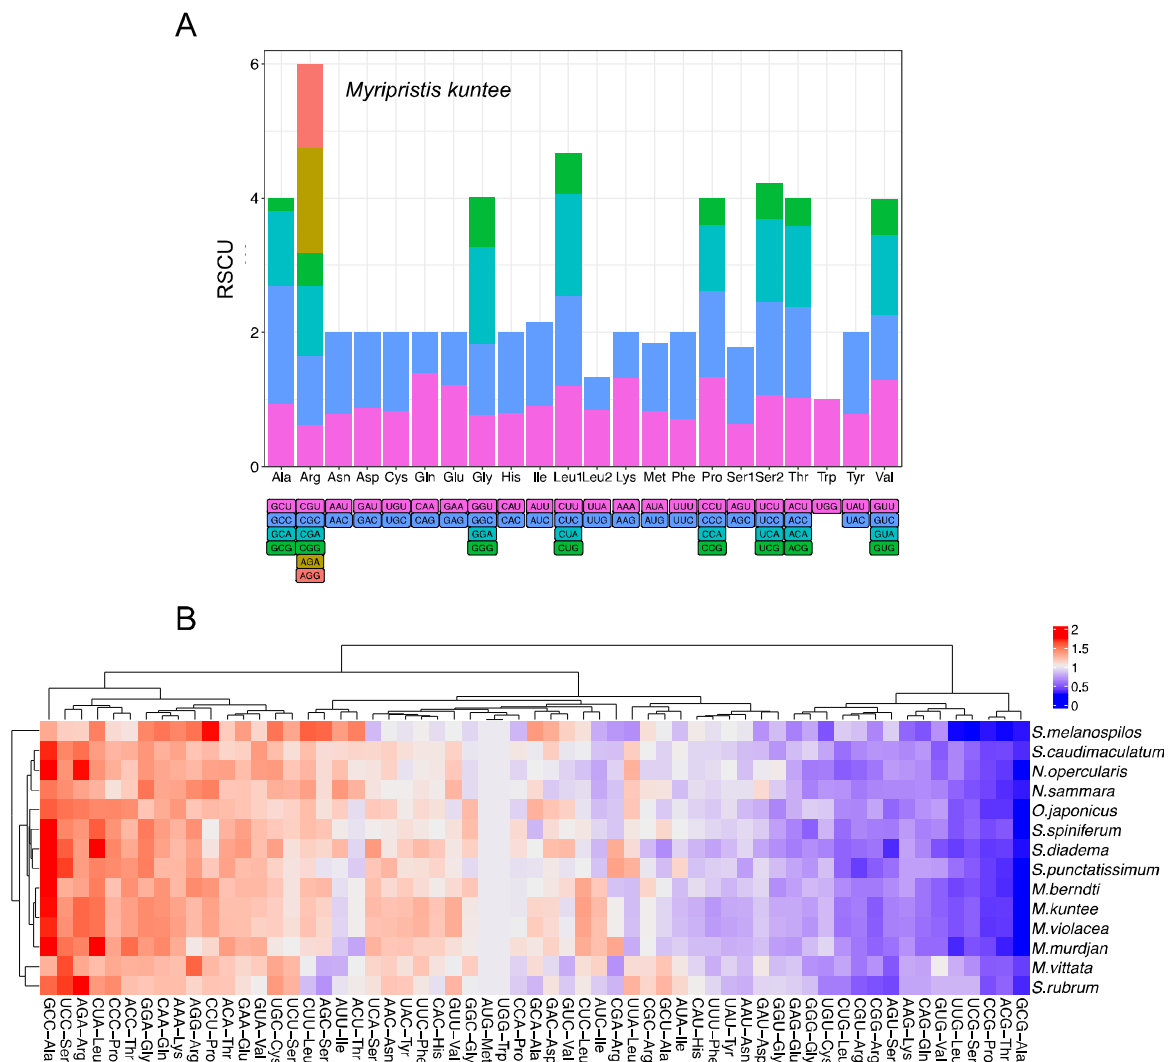 A
Myripristis kuntee
RSCU
6
4
2
0
Ala Arg Asn Asp Cys Gln Glu Gly His Ile Leu1 Leu2 Lys Met Phe Pro Ser1 Ser2 Thr Trp Tyr Val
GCU CGU AAU GAU UGU CAA GAA GGU CAU AUU CUU UUA AAA AUA UUU CCU AGU UCU ACU UGG UAU GUU
GCC CGC AAC GAC UGC CAG GAG GGC CAC AUC CUC UUG AAG AUG UUC CCC AGC UCC ACC UAC GUC
GCA CGA GGA CUA CCA UCA ACA GUA
GCG CGG GGG CUG CCG UCG ACG GUG
AGA
AGG
B
2
1.5
1
0.5
0
S.melanospilos
S.caudimaculatum
N.opercularis
N.sammara
O.japonicus
S.spiniferum
S.diadema
S.punctatissimum
M.berndti
M.kuntee
M.violacea
M.murdjan
M.vittata
S.rubrum
GCC−Ala
UCC−Ser
AGA−Arg
CUA−Leu
CCC−Pro
ACC−Thr
GGA−Gly
CAA−Gln
AAA−Lys
AGG−Arg
CCU−Pro
ACA−Thr
GAA−Glu
GUA−Val
UGC−Cys
UCU−Ser
CUU−Leu
AGC−Ser
AUU−Ile
ACU−Thr
UCA−Ser
AAC−Asn
UAC−Tyr
UUC−Phe
CAC−His
GUU−Val
GGC−Gly
AUG−Met
UGG−Trp
CCA−Pro
GCA−Ala
GAC−Asp
GUC−Val
CUC−Leu
AUC−Ile
CGA−Arg
UUA−Leu
CGC−Arg
GCU−Ala
AUA−Ile
CAU−His
UUU−Phe
UAU−Tyr
AAU−Asn
GAU−Asp
GGU−Gly
GAG−Glu
GGG−Gly
UGU−Cys
CUG−Leu
CGU−Arg
CGG−Arg
AGU−Ser
AAG−Lys
CAG−Gln
GUG−Val
UUG−Leu
UCG−Ser
CCG−Pro
ACG−Thr
GCG−Ala